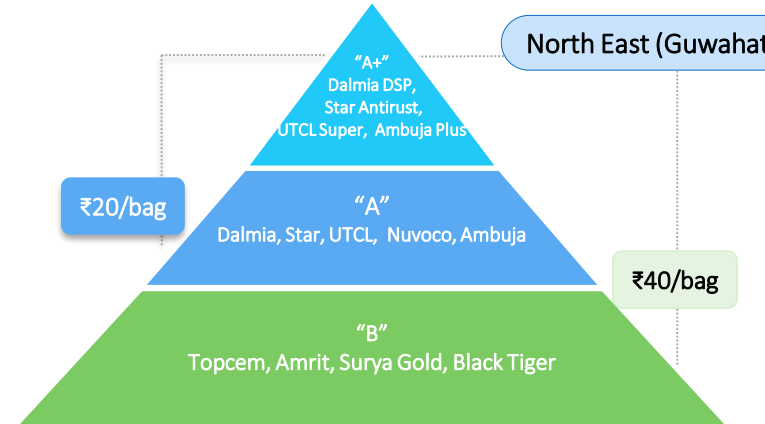 North East (Guwahat
“A+”
Dalmia DSP,
Star Antirust,
UTCL Super, Ambuja Plus
₹20/bag
“A”
Dalmia, Star, UTCL, Nuvoco, Ambuja
₹40/bag
“B”
Topcem, Amrit, Surya Gold, Black Tiger